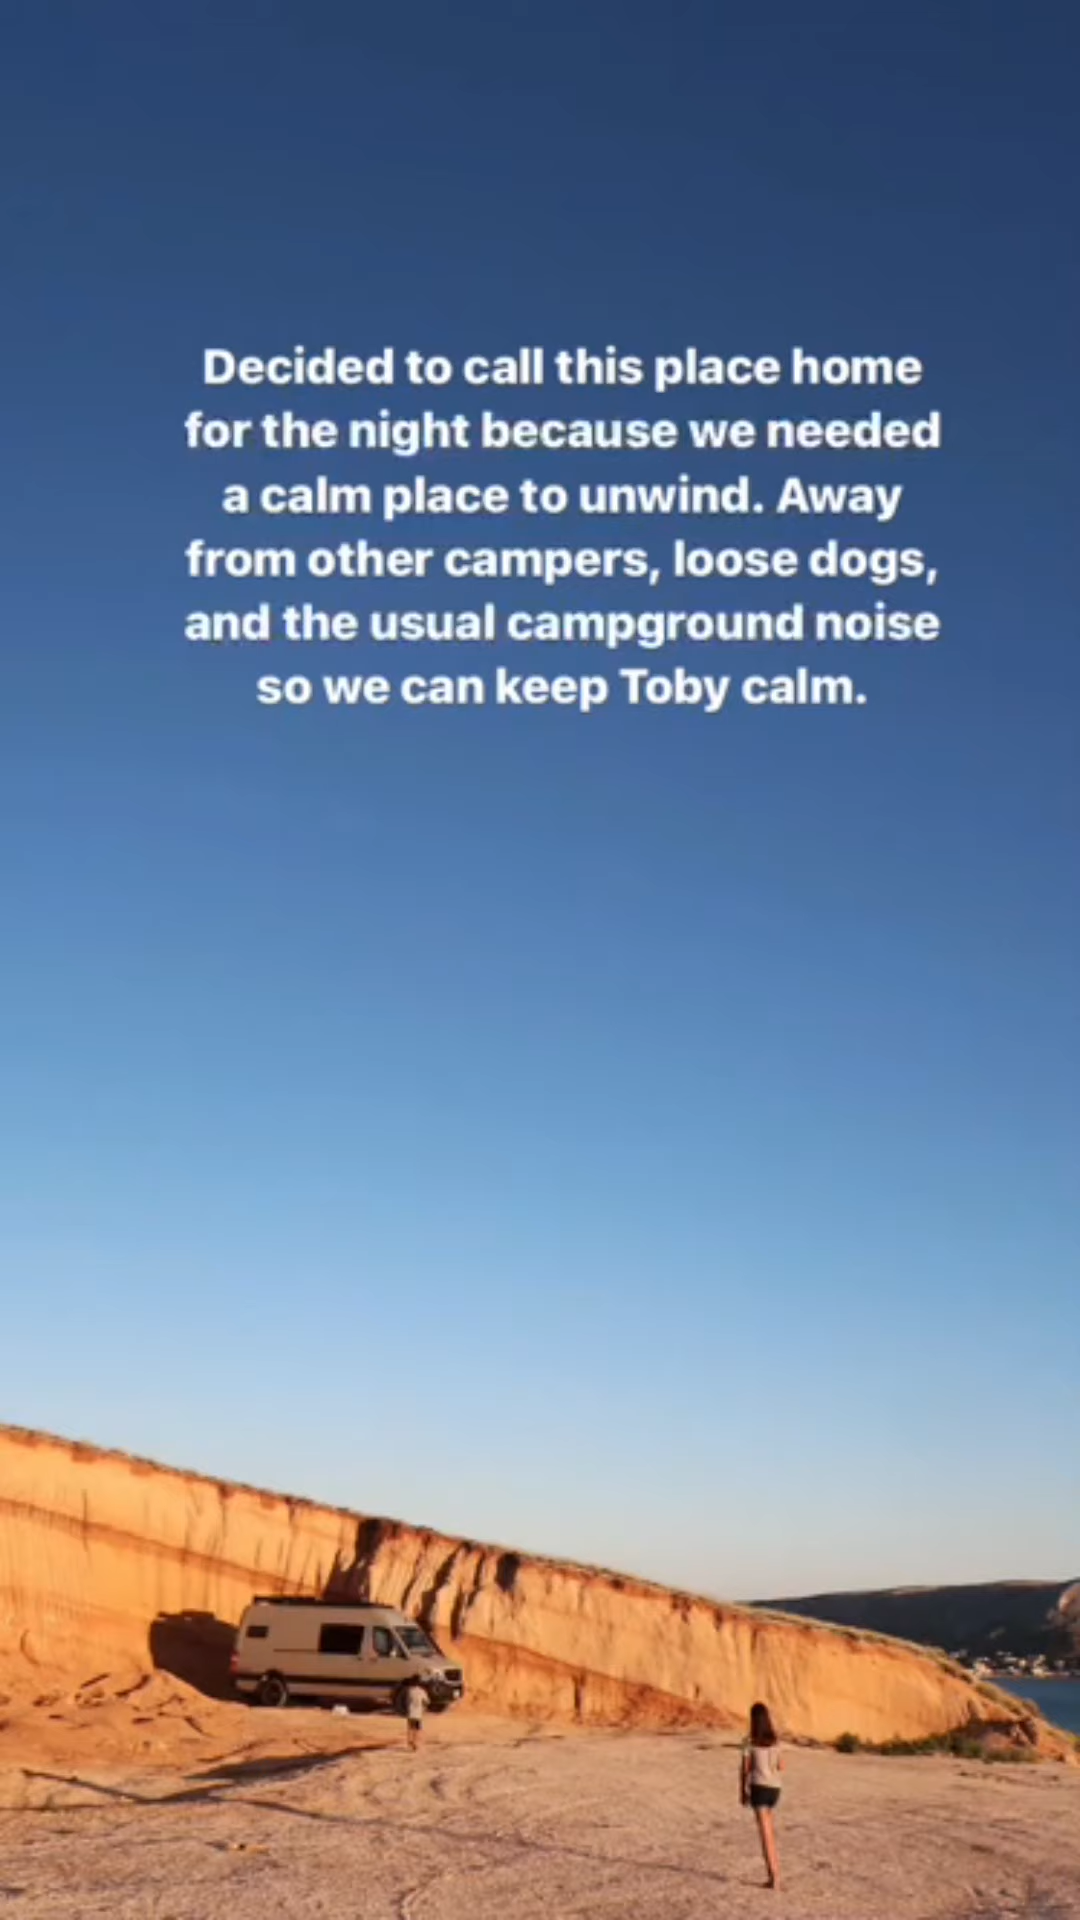 Decided to call this place home
for the night because we needed
a calm place to unwind. Away
from other campers, loose dogs,
and the usual campground noise
so we can keep Toby calm.